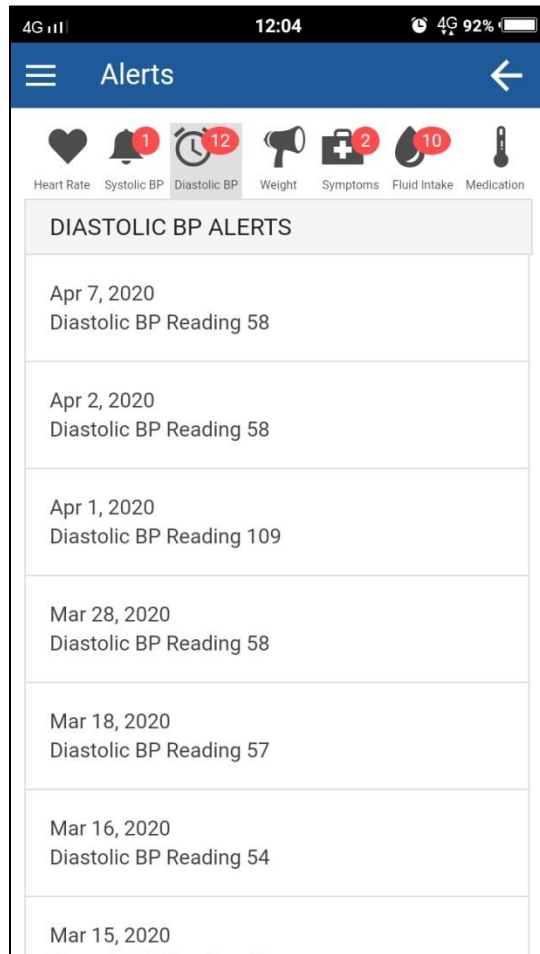 4G 12:04 4G 92%
Alerts
1 12 2 10
Heart Rate Systolic BP Diastolic BP Weight Symptoms Fluid Intake Medication
DIASTOLIC BP ALERTS
Apr 7, 2020
Diastolic BP Reading 58
Apr 2, 2020
Diastolic BP Reading 58
Apr 1, 2020
Diastolic BP Reading 109
Mar 28, 2020
Diastolic BP Reading 58
Mar 18, 2020
Diastolic BP Reading 57
Mar 16, 2020
Diastolic BP Reading 54
Mar 15, 2020